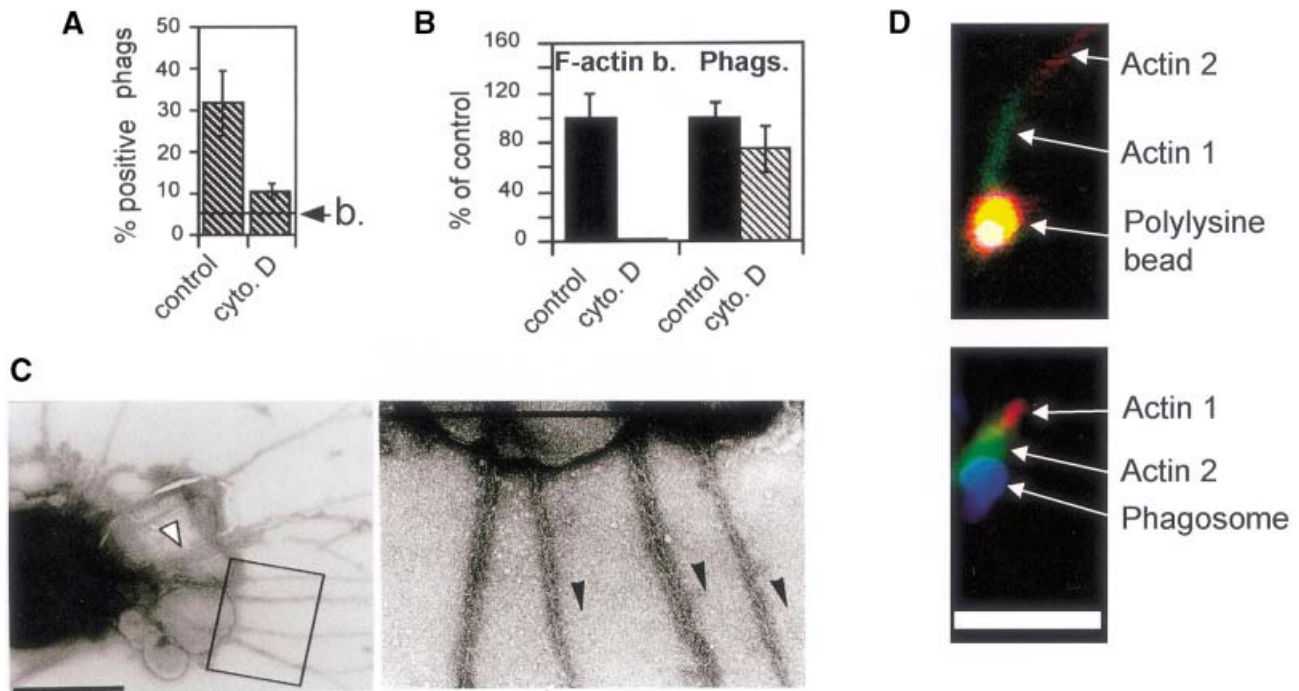 A
% positive phags
50
40
30
20
10
0
b.
control
cyto. D
B
% of control
160
120
80
40
0
F-actin b.
Phags.
control
cyto. D
control
cyto. D
C
D
Actin 2
Actin 1
Polylysine
bead
Actin 1
Actin 2
Phagosome